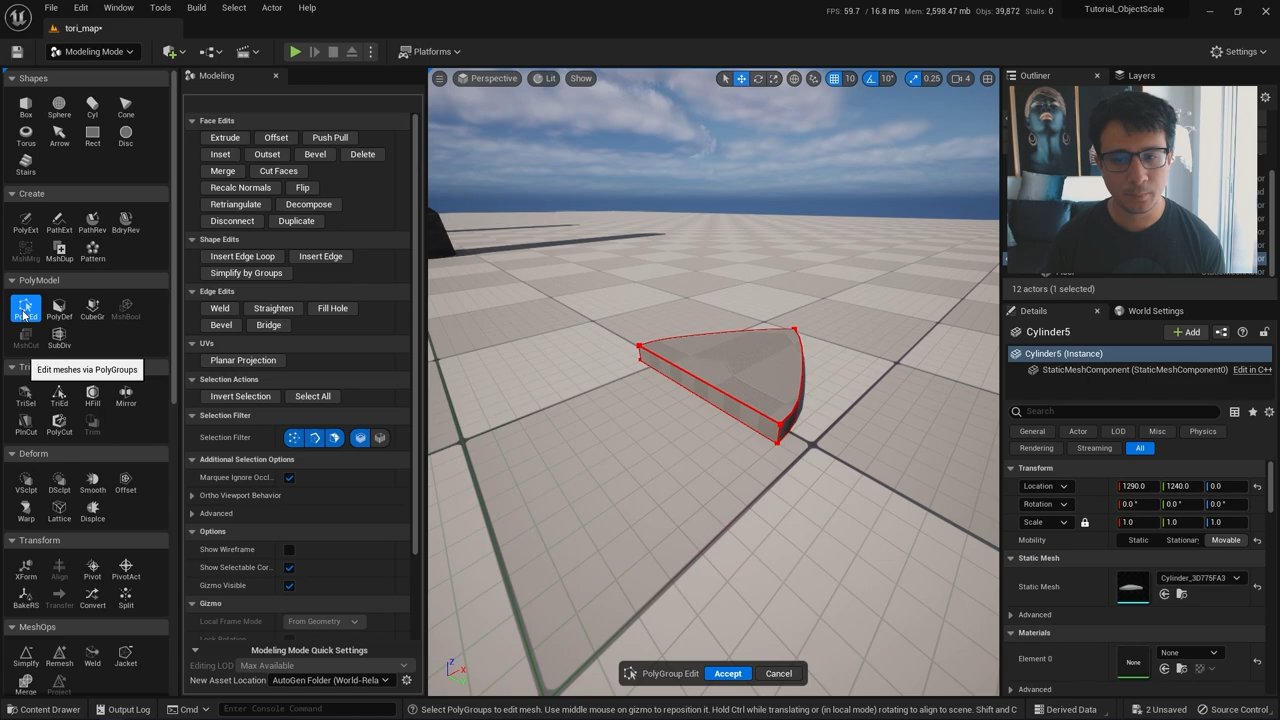 File Edit Window Tools Build Select Actor Help
FPS: 59.7 / 16.8 ms Mem: 2,598.47 mb Objs: 39,872 Stalls: 0
Tutorial_ObjectScale
tori_map•
Modeling Mode
Platforms
Settings
Shapes
Box Sphere Cyl Cone
Torus Arrow Rect Disc
Stairs
Create
PolyExt PathExt PathRev BdryRev
MshMrg MshDup Pattern
PolyModel
PolyDef CubeGr MshBool
MshCut SubDiv
Edit meshes via PolyGroups
TriSel TriEd HFill Mirror
PlnCut PolyCut Trim
Deform
VSclpt DSclpt Smooth Offset
Warp Lattice Displce
Transform
XForm Align Pivot PivotAct
BakeRS Transfer Convert Split
MeshOps
Simplfy Remesh Weld Jacket
Merge Project
Modeling
Face Edits
Extrude Offset Push Pull
Inset Outset Bevel Delete
Merge Cut Faces
Recalc Normals Flip
Retriangulate Decompose
Disconnect Duplicate
Shape Edits
Insert Edge Loop Insert Edge
Simplify by Groups
Edge Edits
Weld Straighten Fill Hole
Bevel Bridge
UVs
Planar Projection
Selection Actions
Invert Selection Select All
Selection Filter
Selection Filter
Additional Selection Options
Marquee Ignore Occl...
Ortho Viewport Behavior
Advanced
Options
Show Wireframe
Show Selectable Cor...
Gizmo Visible
Gizmo
Local Frame Mode From Geometry
Modeling Mode Quick Settings
Editing LOD Max Available
New Asset Location AutoGen Folder (World-Rela
Perspective Lit Show
10 10° 0.25 4
Z X
PolyGroup Edit Accept Cancel
Outliner Layers
12 actors (1 selected)
Details World Settings
Cylinder5 Add
Cylinder5 (Instance)
StaticMeshComponent (StaticMeshComponent0) Edit in C++
Search
General Actor LOD Misc Physics
Rendering Streaming All
Transform
Location 1290.0 1240.0 0.0
Rotation 0.0 ° 0.0 ° 0.0 °
Scale 1.0 1.0 1.0
Mobility Static Stationary Movable
Static Mesh
Static Mesh Cylinder_3D775FA3
Advanced
Materials
Element 0 None None
Advanced
Content Drawer Output Log Cmd Enter Console Command
Select PolyGroups to edit mesh. Use middle mouse on gizmo to reposition it. Hold Ctrl while translating or (in local mode) rotating to align to scene. Shift and C
Derived Data 2 Unsaved Source Control